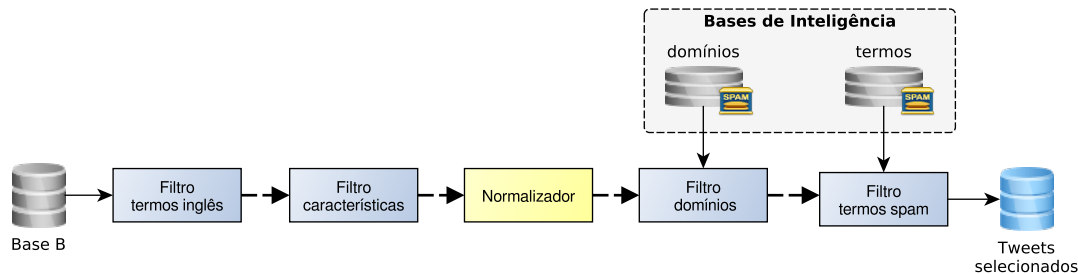 Bases de Inteligência
domínios
termos
SPAM
SPAM
Filtro
termos inglês
Filtro
características
Normalizador
Filtro
domínios
Filtro
termos spam
Base B
Tweets
selecionados